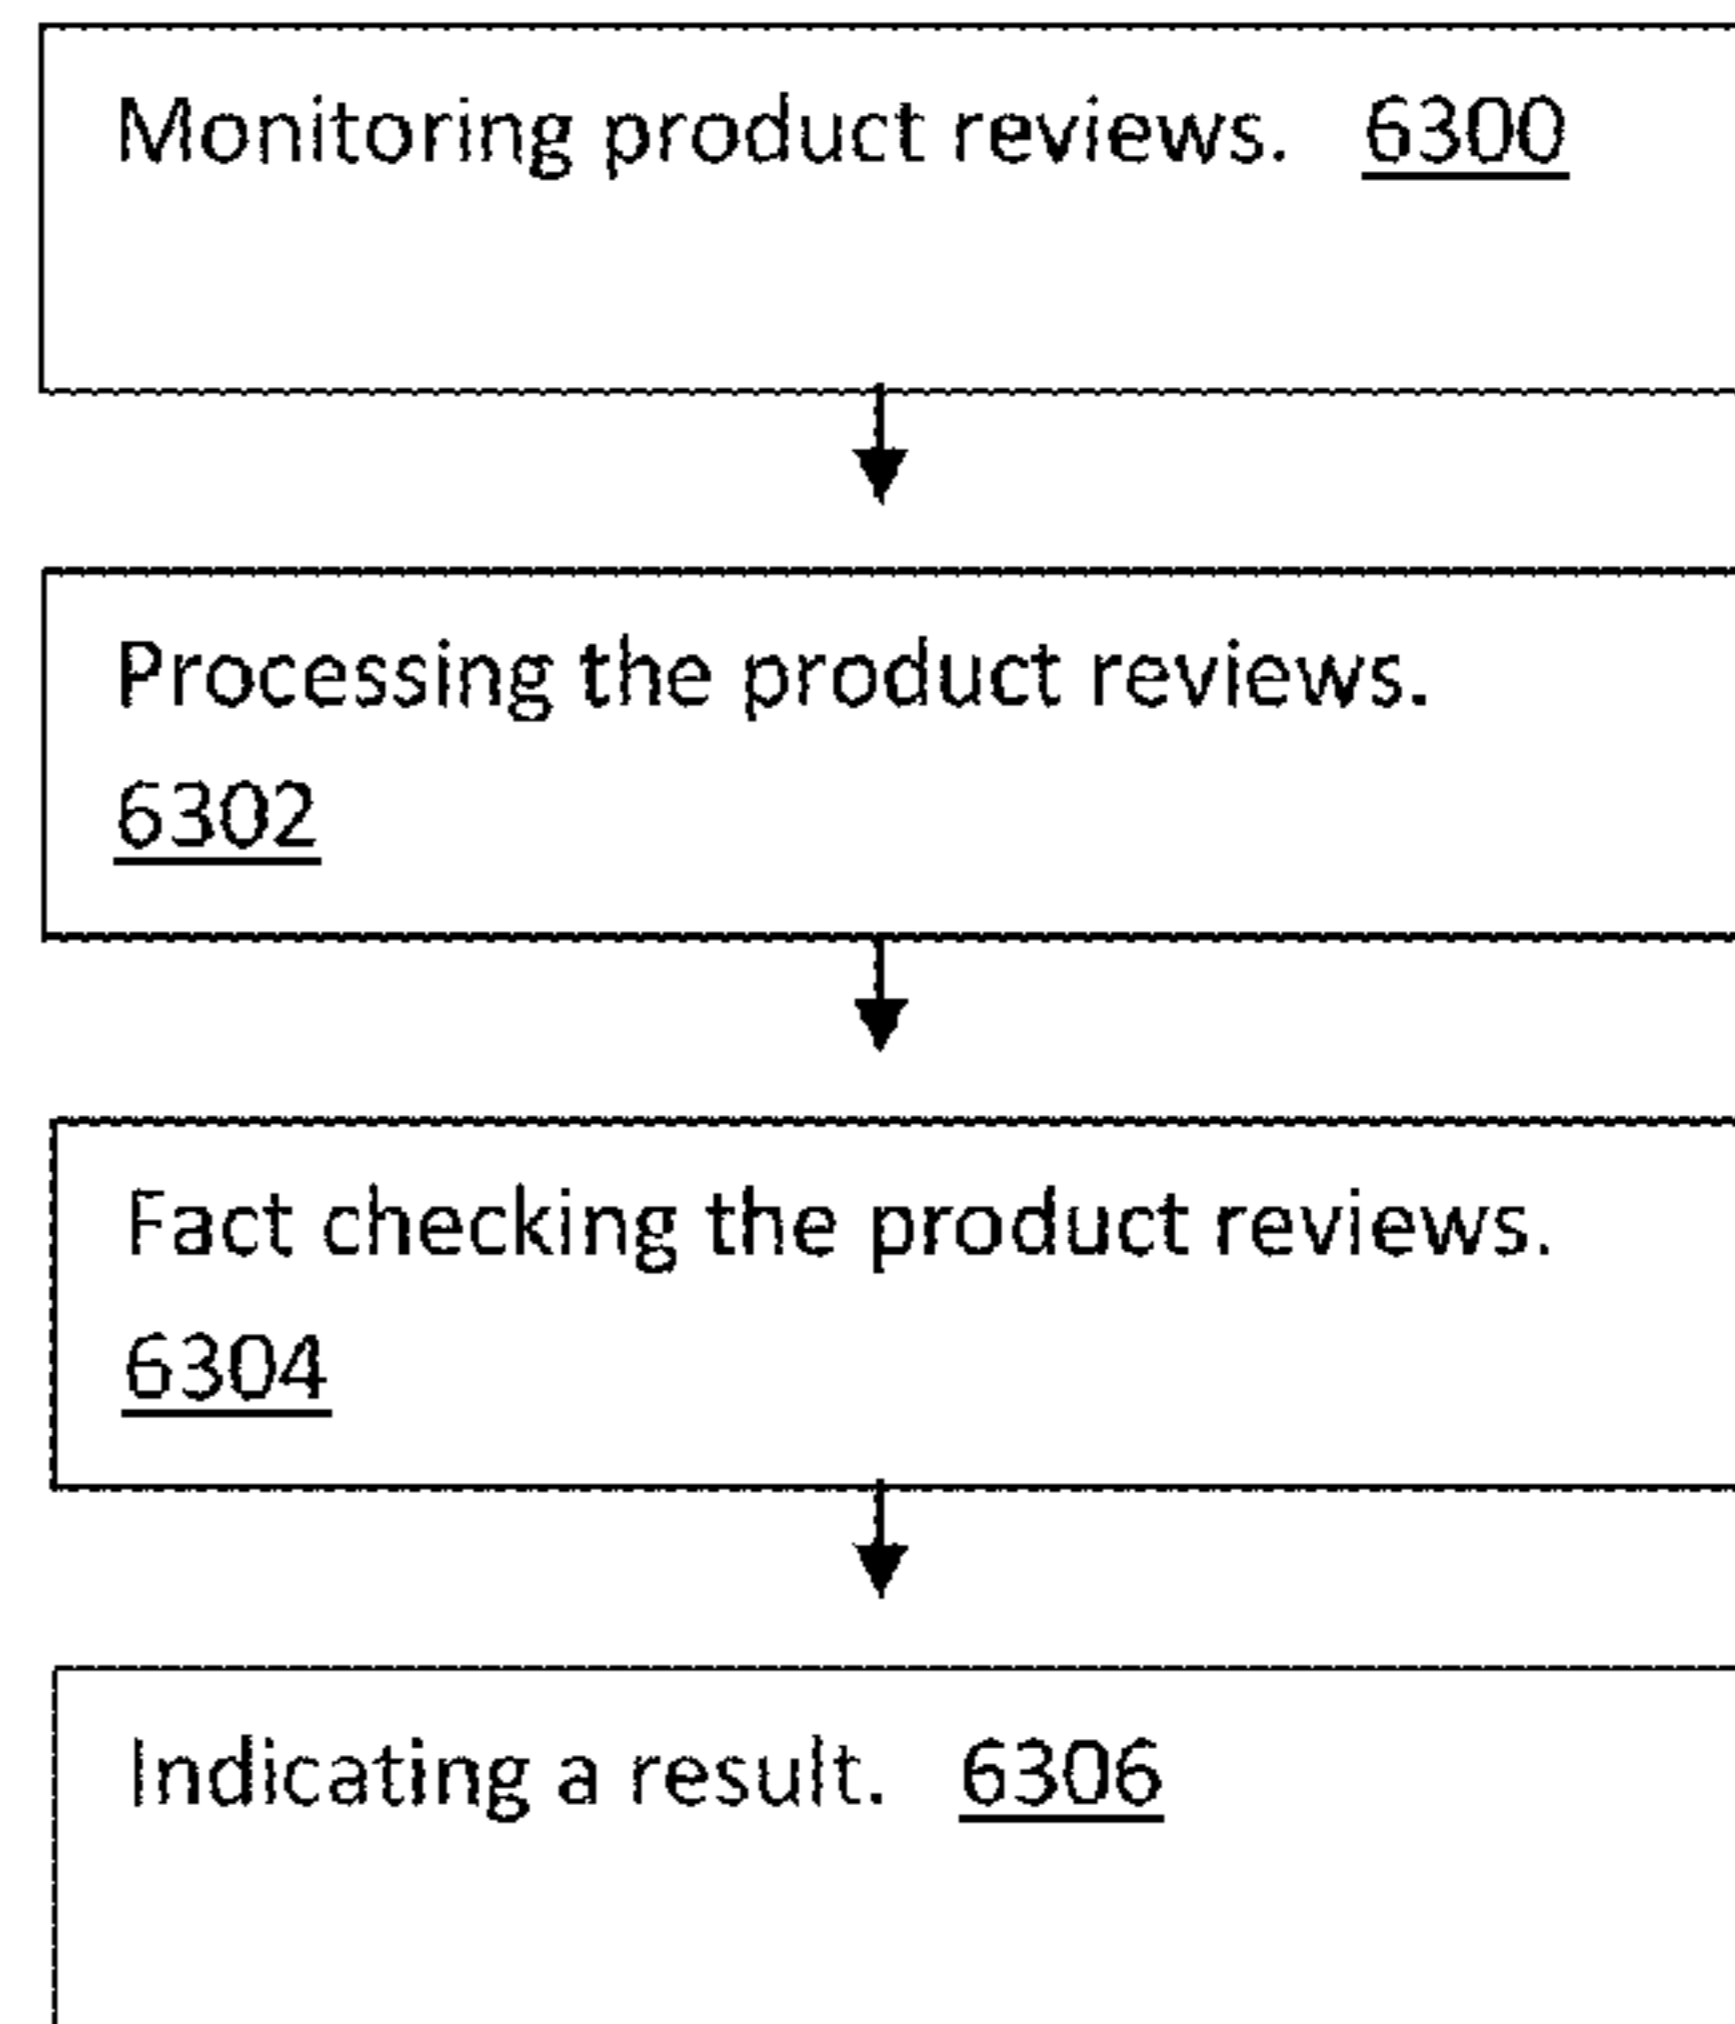 Monitoring product reviews. 6300
Processing the product reviews.
6302
Fact checking the product reviews.
6304
Indicating a result. 6306